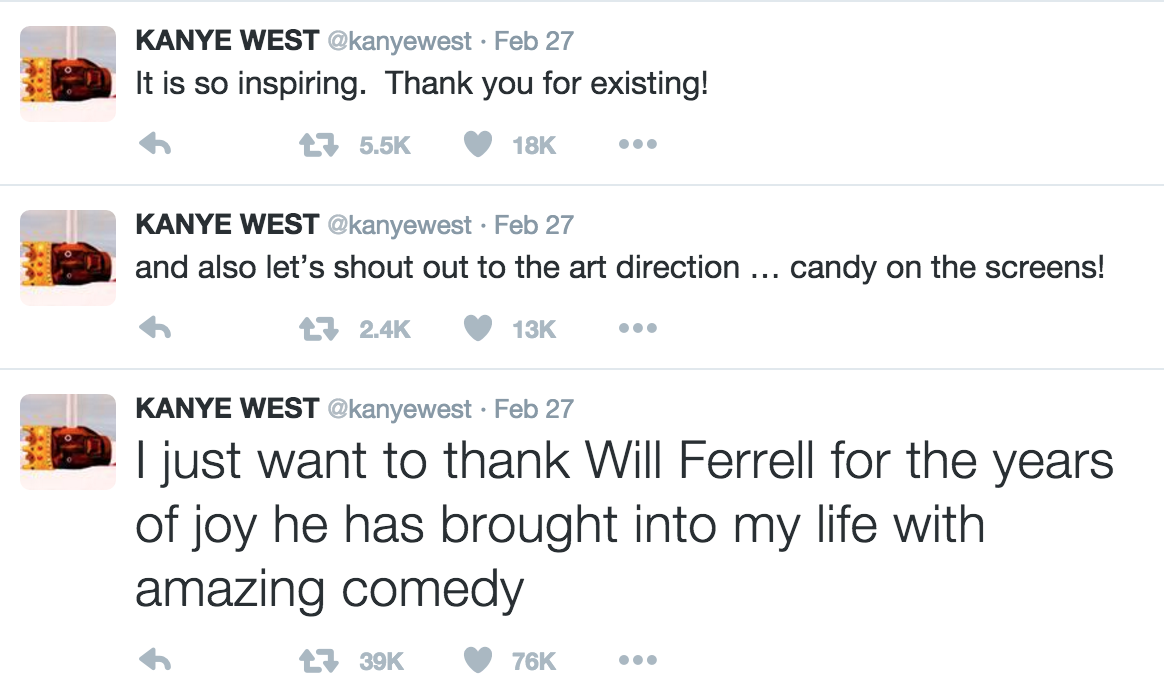 KANYE WEST @kanyewest · Feb 27
It is so inspiring.  Thank you for existing!
5.5K 18K
KANYE WEST @kanyewest · Feb 27
and also let’s shout out to the art direction … candy on the screens!
2.4K 13K
KANYE WEST @kanyewest · Feb 27
I just want to thank Will Ferrell for the years
of joy he has brought into my life with
amazing comedy
39K 76K